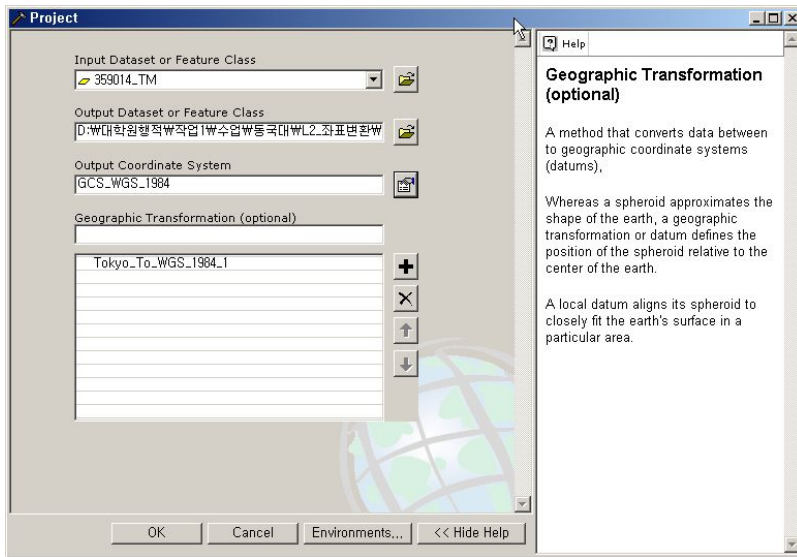 Project
Input Dataset or Feature Class
359014_TM
Output Dataset or Feature Class
D:₩대학원행적₩작업1₩수업₩동국대₩L2_좌표변환₩
Output Coordinate System
GCS_WGS_1984
Geographic Transformation (optional)
Tokyo_To_WGS_1984_1
OK
Cancel
Environments...
<< Hide Help
Help
Geographic Transformation
(optional)
A method that converts data between
to geographic coordinate systems
(datums),
Whereas a spheroid approximates the
shape of the earth, a geographic
transformation or datum defines the
position of the spheroid relative to the
center of the earth.
A local datum aligns its spheroid to
closely fit the earth's surface in a
particular area.